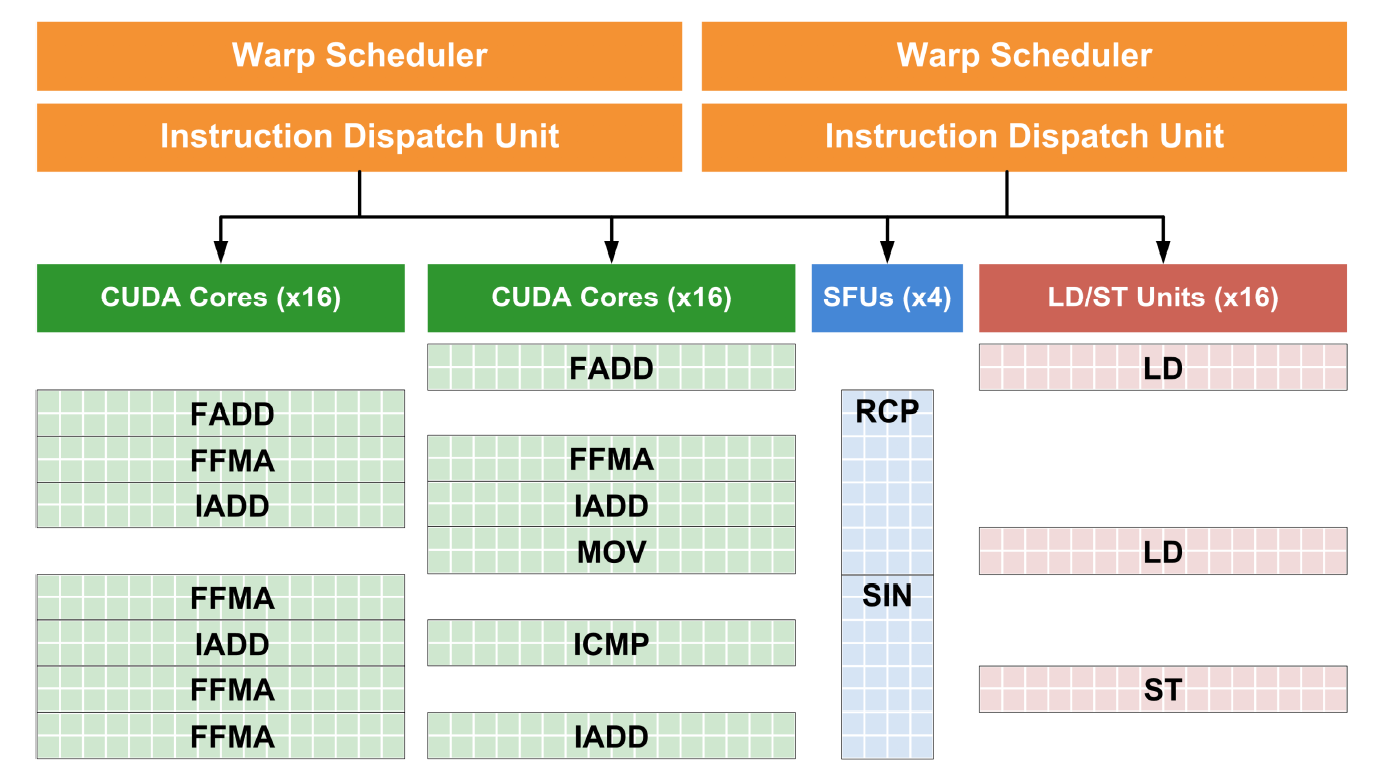 Warp Scheduler
Warp Scheduler
Instruction Dispatch Unit
Instruction Dispatch Unit
CUDA Cores (x16)
CUDA Cores (x16)
SFUs (x4)
LD/ST Units (x16)
FADD
LD
FADD
RCP
FFMA
FFMA
IADD
IADD
MOV
LD
FFMA
SIN
IADD
ICMP
FFMA
ST
FFMA
IADD